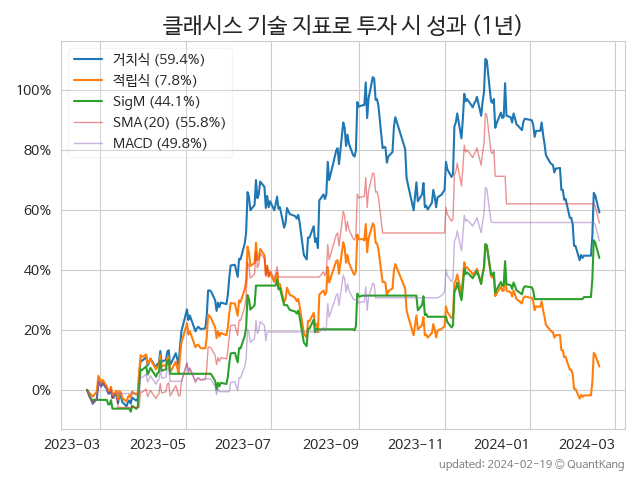 클래시스 기술 지표로 투자 시 성과 (1년)
거치식 (59.4%)
적립식 (7.8%)
SigM (44.1%)
SMA(20) (55.8%)
MACD (49.8%)
100%
80%
60%
40%
20%
0%
2023-03 2023-05 2023-07 2023-09 2023-11 2024-01 2024-03
updated: 2024-02-19 ⓒ QuantKang